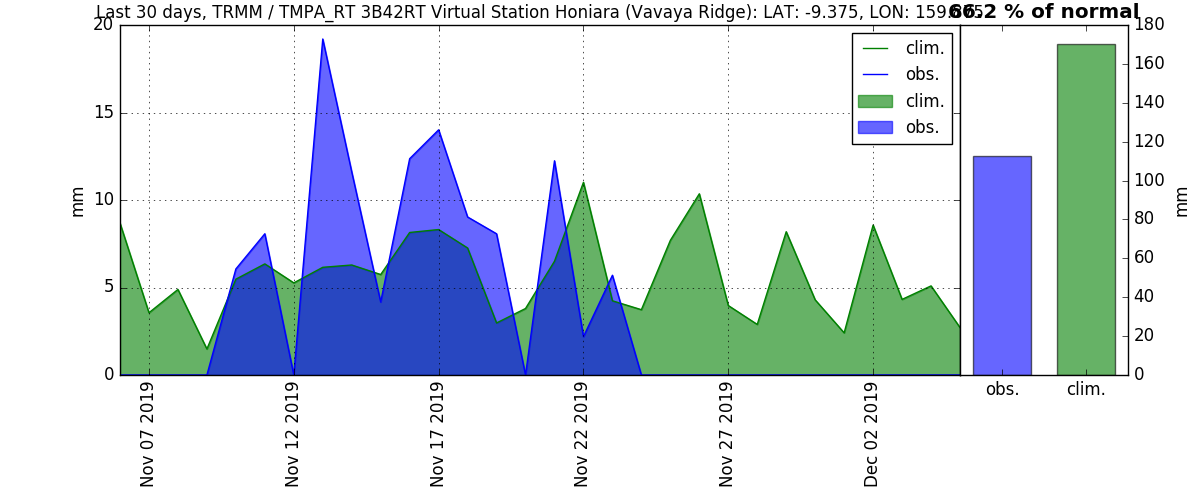 Last 30 days, TRMM / TMPA_RT 3B42RT Virtual Station Honiara (Vavaya Ridge): LAT: -9.375, LON:
66.2 % of normal
20
15
10
5
0
mm
clim.
obs.
clim.
obs.
180
160
140
120
100
80
60
40
20
0
mm
obs.
clim.
Nov 07 2019
Nov 12 2019
Nov 17 2019
Nov 22 2019
Nov 27 2019
Dec 02 2019